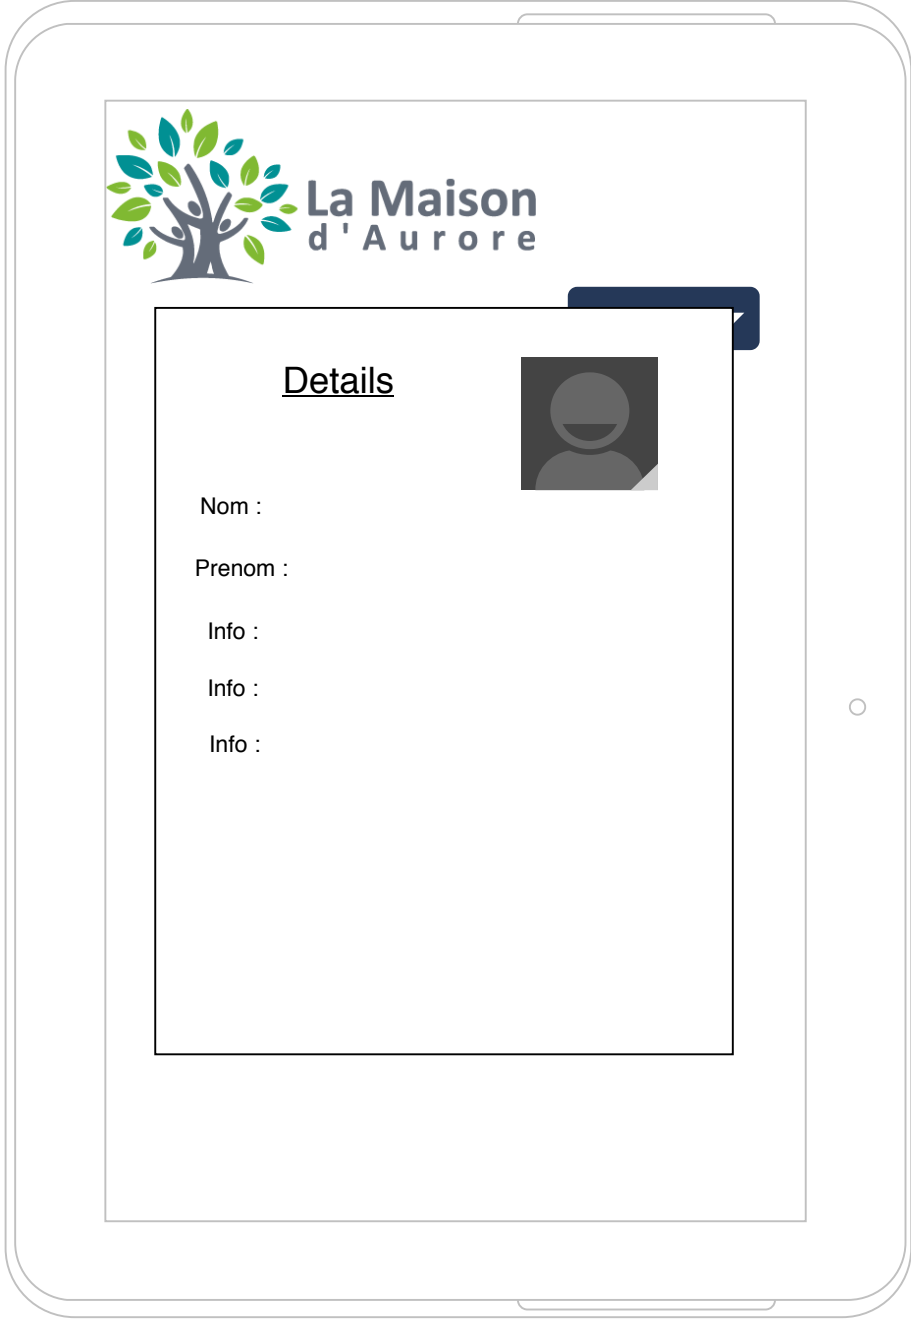 La Maison
d'Aurore
Details
Nom :
Prenom :
Info :
Info :
Info :